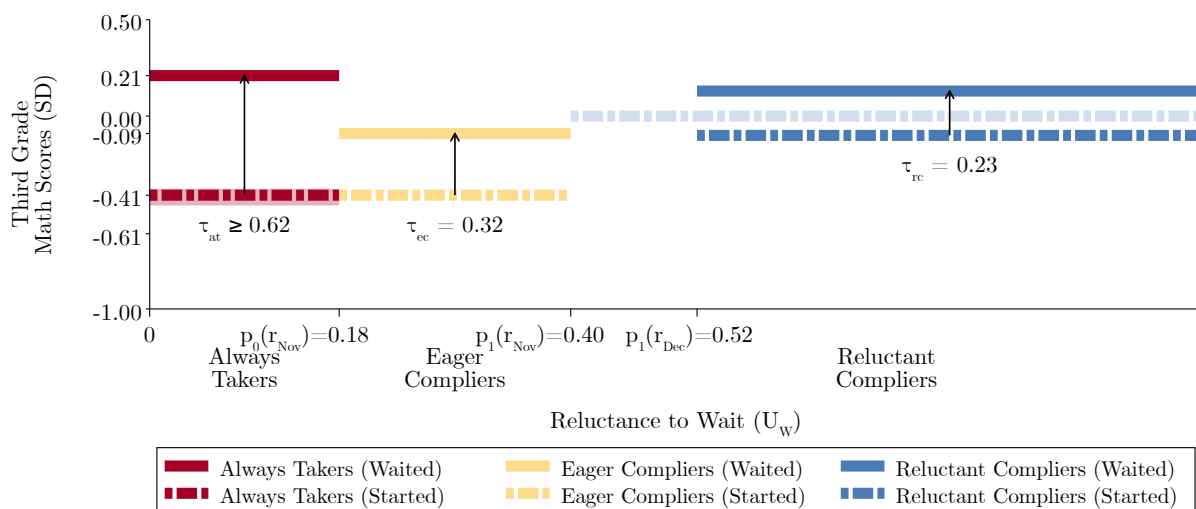 0.50
0.21
0.00
-0.09
-0.41
-0.61
-1.00
Third Grade
Math Scores (SD)
τat ≥ 0.62
τec = 0.32
τrc = 0.23
0
p0(rNov)=0.18
p1(rNov)=0.40
p1(rDec)=0.52
Always
Takers
Eager
Compliers
Reluctant
Compliers
Reluctance to Wait (UW)
Always Takers (Waited)
Eager Compliers (Waited)
Reluctant Compliers (Waited)
Always Takers (Started)
Eager Compliers (Started)
Reluctant Compliers (Started)